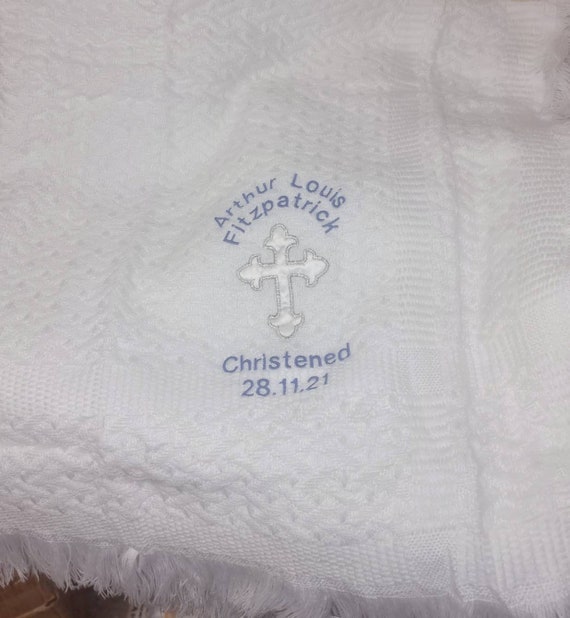 Arthur Louis
Fitzpatrick
Christened
28.11.21